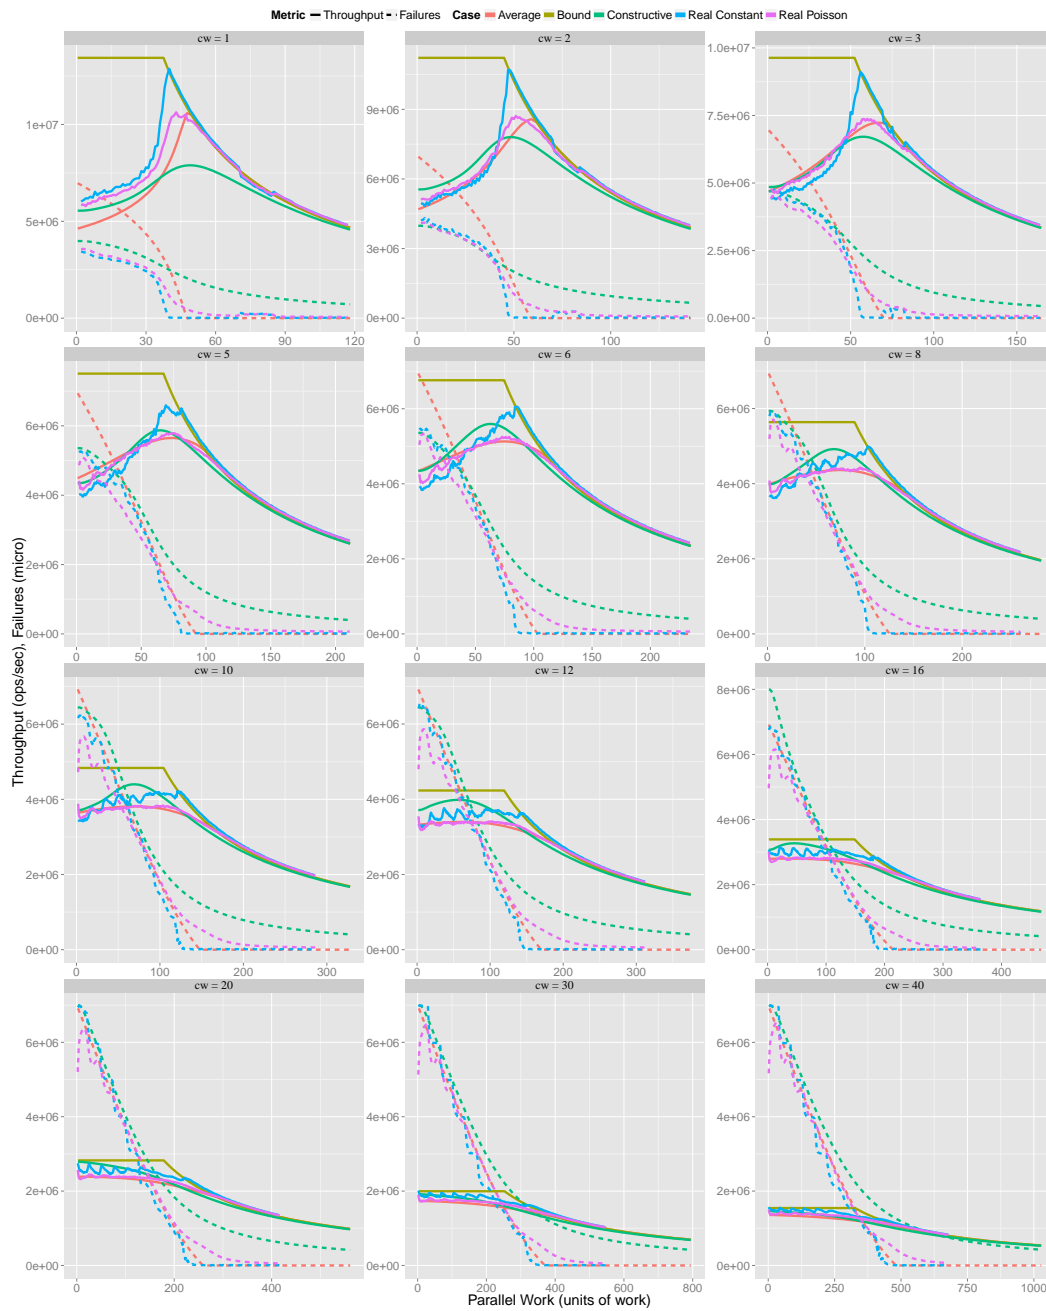 Metric Throughput Failures Case Average Bound Constructive Real Constant Real Poisson
cw = 1 cw = 2 cw = 3
1e+07 5e+06 0e+00
9e+06 6e+06 3e+06 0e+00
1.0e+07 7.5e+06 5.0e+06 2.5e+06 0.0e+00
0 30 60 90 120
0 50 100
0 50 100 150
cw = 5 cw = 6 cw = 8
6e+06 4e+06 2e+06 0e+00
6e+06 4e+06 2e+06 0e+00
6e+06 4e+06 2e+06 0e+00
0 50 100 150 200
0 50 100 150 200
0 100 200
Throughput (ops/sec), Failures (micro)
cw = 10 cw = 12 cw = 16
6e+06 4e+06 2e+06 0e+00
6e+06 4e+06 2e+06 0e+00
8e+06 6e+06 4e+06 2e+06 0e+00
0 100 200 300
0 100 200 300
0 100 200 300 400
cw = 20 cw = 30 cw = 40
6e+06 4e+06 2e+06 0e+00
6e+06 4e+06 2e+06 0e+00
6e+06 4e+06 2e+06 0e+00
0 200 400
0 200 400 600 800
0 250 500 750 1000
Parallel Work (units of work)